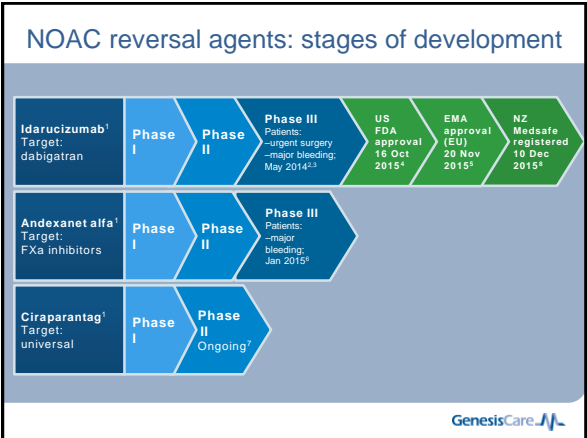 NOAC reversal agents: stages of development
Idarucizumab¹
Target:
dabigatran
Phase
I
Phase
II
Phase III
Patients:
–urgent surgery
–major bleeding;
May 2014²,³
US
FDA
approval
16 Oct
2015⁴
EMA
approval
(EU)
20 Nov
2015⁵
NZ
Medsafe
registered
10 Dec
2015⁸
Andexanet alfa¹
Target:
FXa inhibitors
Phase
I
Phase
II
Phase III
Patients:
–major
bleeding;
Jan 2015⁶
Ciraparantag¹
Target:
universal
Phase
I
Phase
II
Ongoing⁷
GenesisCare